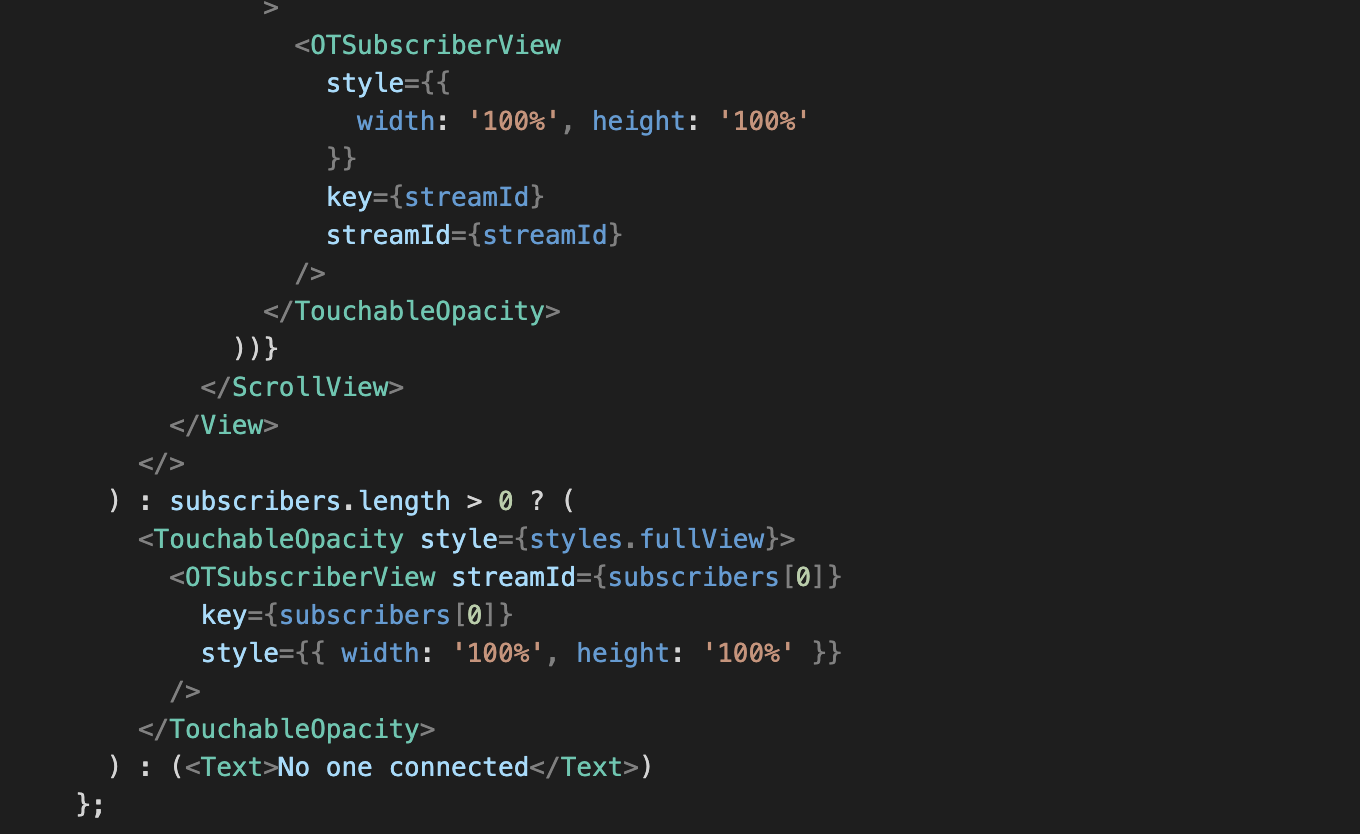 >
<OTSubscriberView
style={{
width: '100%', height: '100%'
}}
key={streamId}
streamId={streamId}
/>
</TouchableOpacity>
))}
</ScrollView>
</View>
</>
) : subscribers.length > 0 ? (
<TouchableOpacity style={styles.fullView}>
<OTSubscriberView streamId={subscribers[0]}
key={subscribers[0]}
style={{ width: '100%', height: '100%' }}
/>
</TouchableOpacity>
) : (<Text>No one connected</Text>)
};